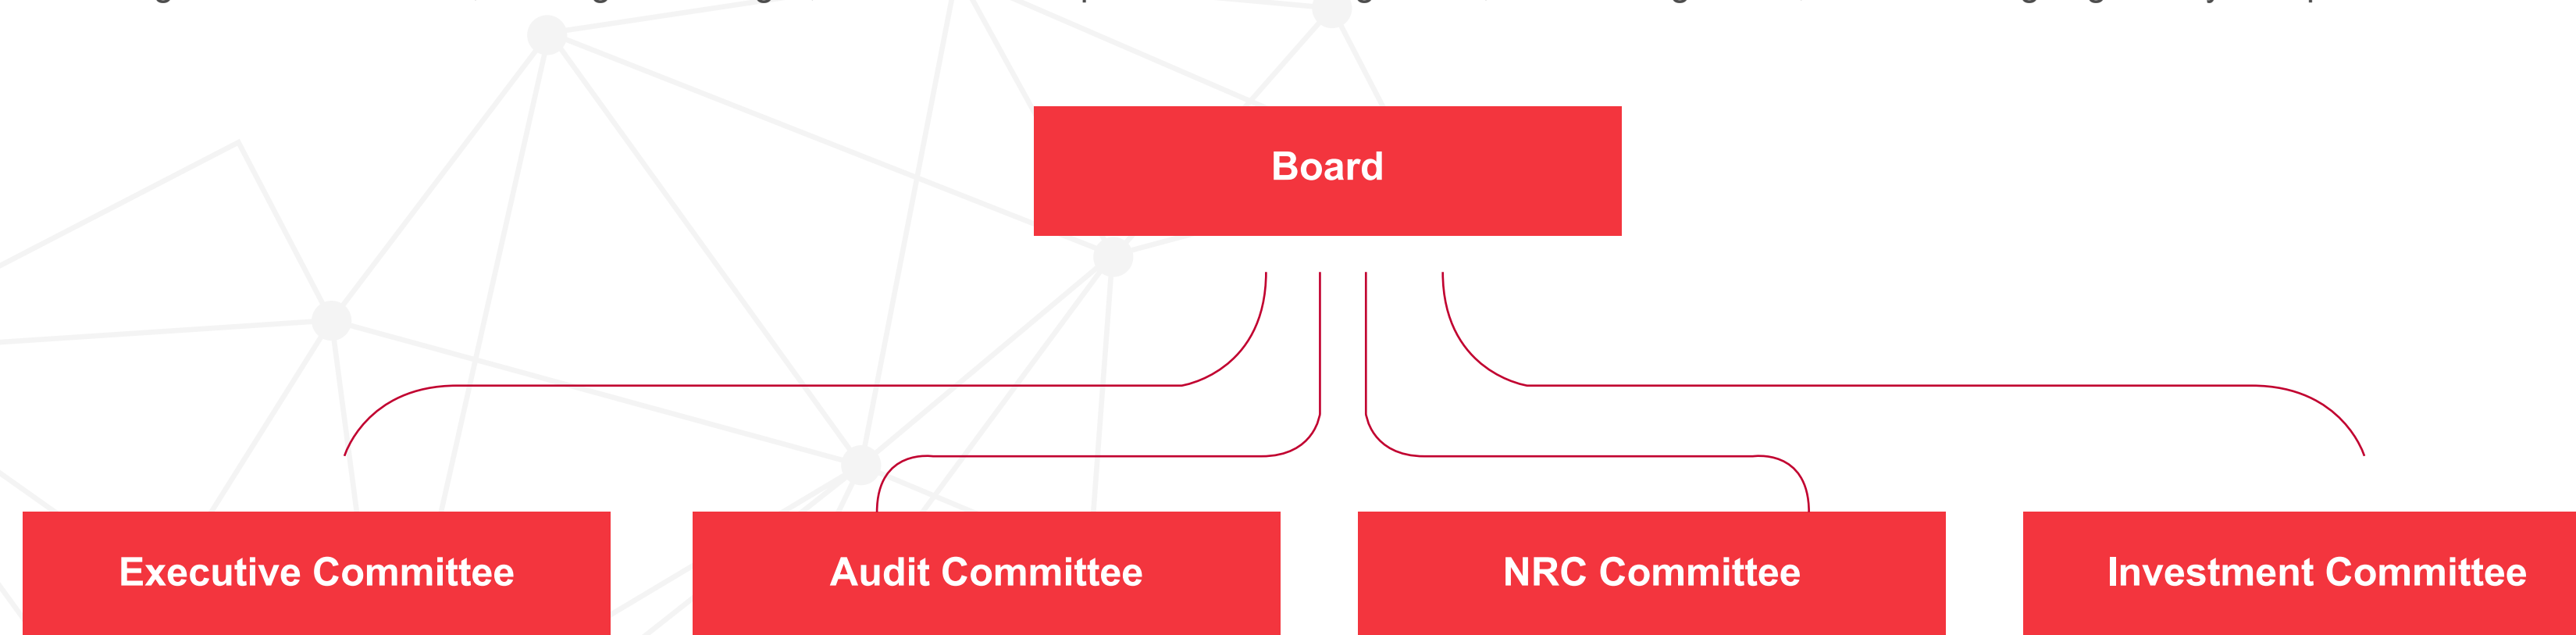 Board
Executive Committee
Audit Committee
NRC Committee
Investment Committee